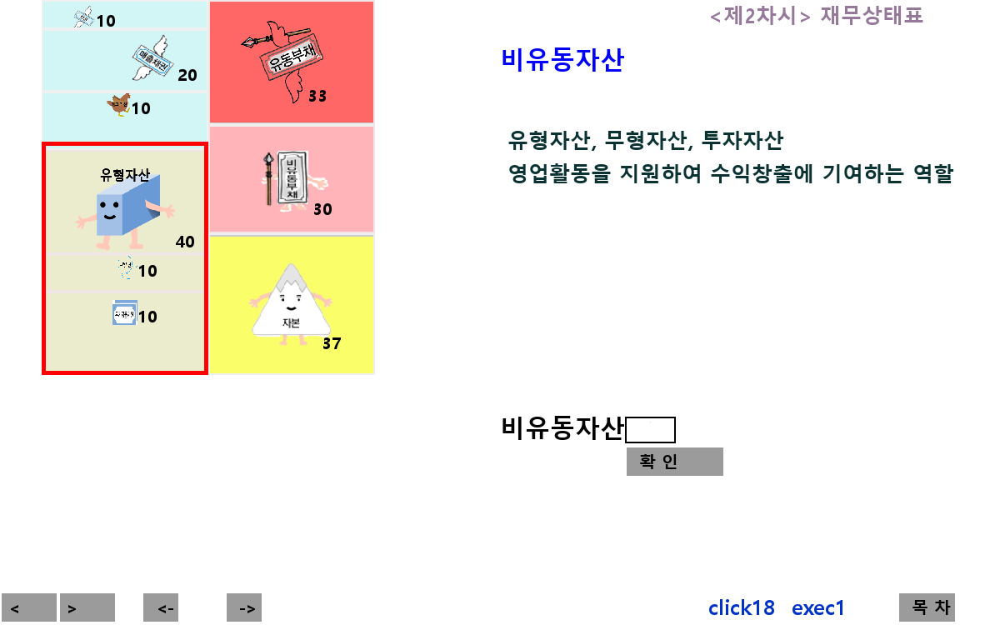 <제2차시> 재무상태표
비유동자산
유형자산, 무형자산, 투자자산
영업활동을 지원하여 수익창출에 기여하는 역할
10
매출채권
20
10
유형자산
40
10
10
유동부채
33
비유동부채
30
자본
37
비유동자산
확 인
< > <- -> click18 exec1 목 차